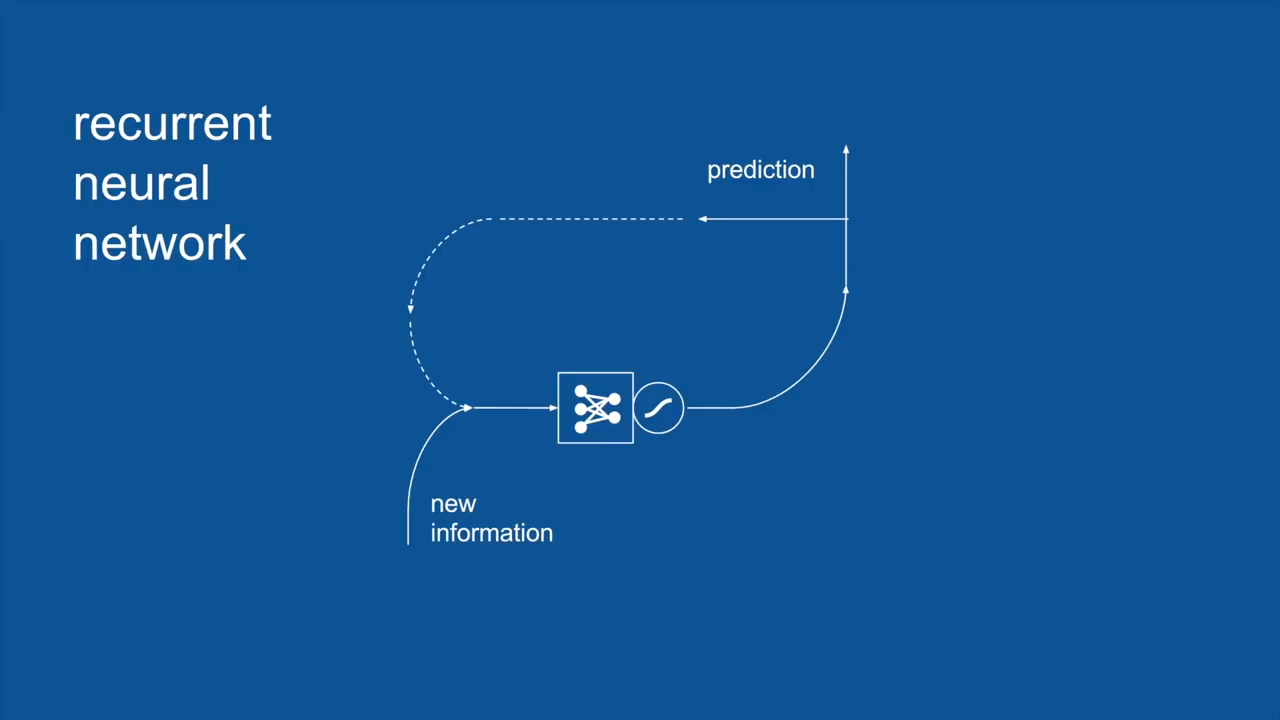 recurrent
neural
network
prediction
new
information